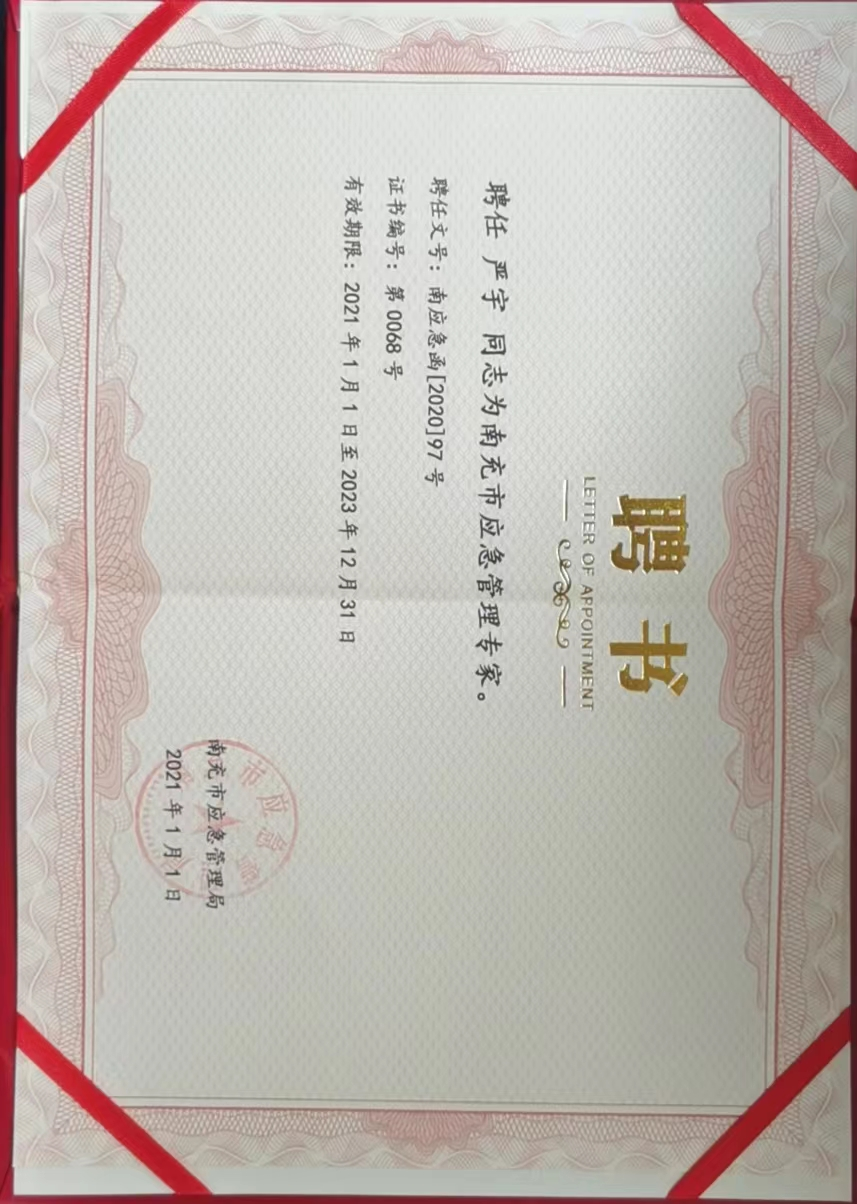 聘书
LETTER OF APPOINTMENT
聘任 严宇 同志为南充市应急管理专家。
聘任文号：南应急函[2020]97号
证书编号：第0068号
有效期限：2021年1月1日至2023年12月31日
南充市应急管理局
2021年1月1日